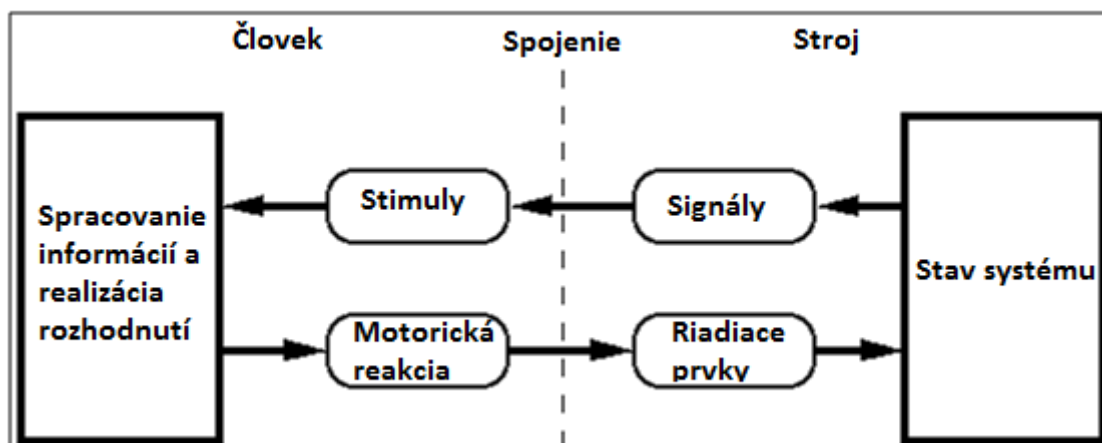 Človek
Spojenie
Stroj
Spracovanie
informácií a
realizácia
rozhodnutí
Stimuly
Signály
Motorická
reakcia
Riadiace
prvky
Stav systému